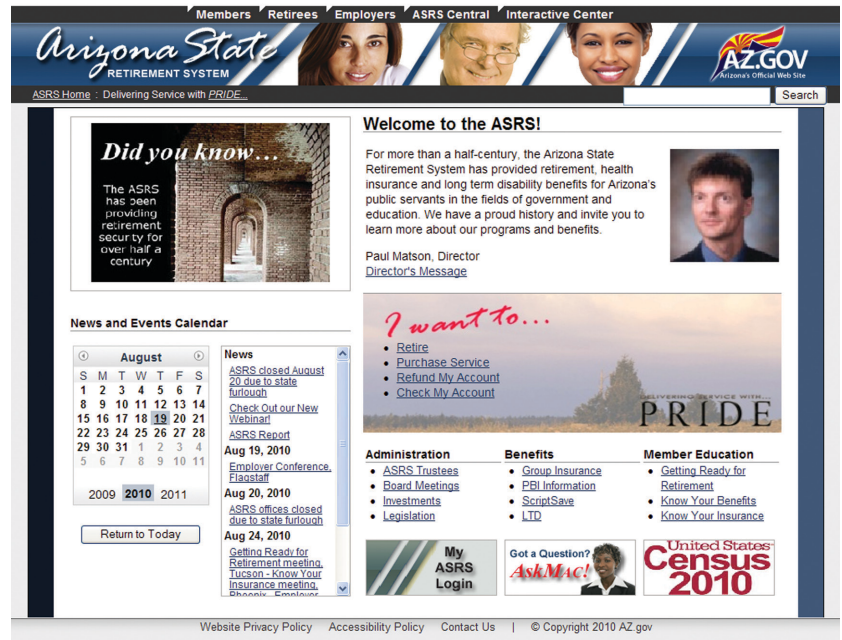 Members Retirees Employers ASRS Central Interactive Center
Arizona State
RETIREMENT SYSTEM
AZ.GOV
Arizona's Official Web Site
ASRS Home : Delivering Service with PRIDE...
Search
Did you know...
The ASRS
has been
providing
retirement
security for
over half a
century
Welcome to the ASRS!
For more than a half-century, the Arizona State
Retirement System has provided retirement, health
insurance and long term disability benefits for Arizona's
public servants in the fields of government and
education. We have a proud history and invite you to
learn more about our programs and benefits.
Paul Matson, Director
Director's Message
I want to...
Retire
Purchase Service
Refund My Account
Check My Account
DELIVERING SERVICE WITH...
PRIDE
News and Events Calendar
August
S M T W T F S
1 2 3 4 5 6 7
8 9 10 11 12 13 14
15 16 17 18 19 20 21
22 23 24 25 26 27 28
29 30 31 1 2 3 4
5 6 7 8 9 10 11
2009 2010 2011
Return to Today
News
ASRS closed August
20 due to state
furlough
Check Out our New
Webinar!
ASRS Report
Aug 19, 2010
Employer Conference,
Flagstaff
Aug 20, 2010
ASRS offices closed
due to state furlough
Aug 24, 2010
Getting Ready for
Retirement meeting,
Tucson - Know Your
Insurance meeting,
Phoenix - Employer
Administration
ASRS Trustees
Board Meetings
Investments
Legislation
Benefits
Group Insurance
PBI Information
ScriptSave
LTD
Member Education
Getting Ready for
Retirement
Know Your Benefits
Know Your Insurance
My
ASRS
Login
Got a Question?
AskMac!
United States
Census
2010
Website Privacy Policy Accessibility Policy Contact Us | © Copyright 2010 AZ.gov